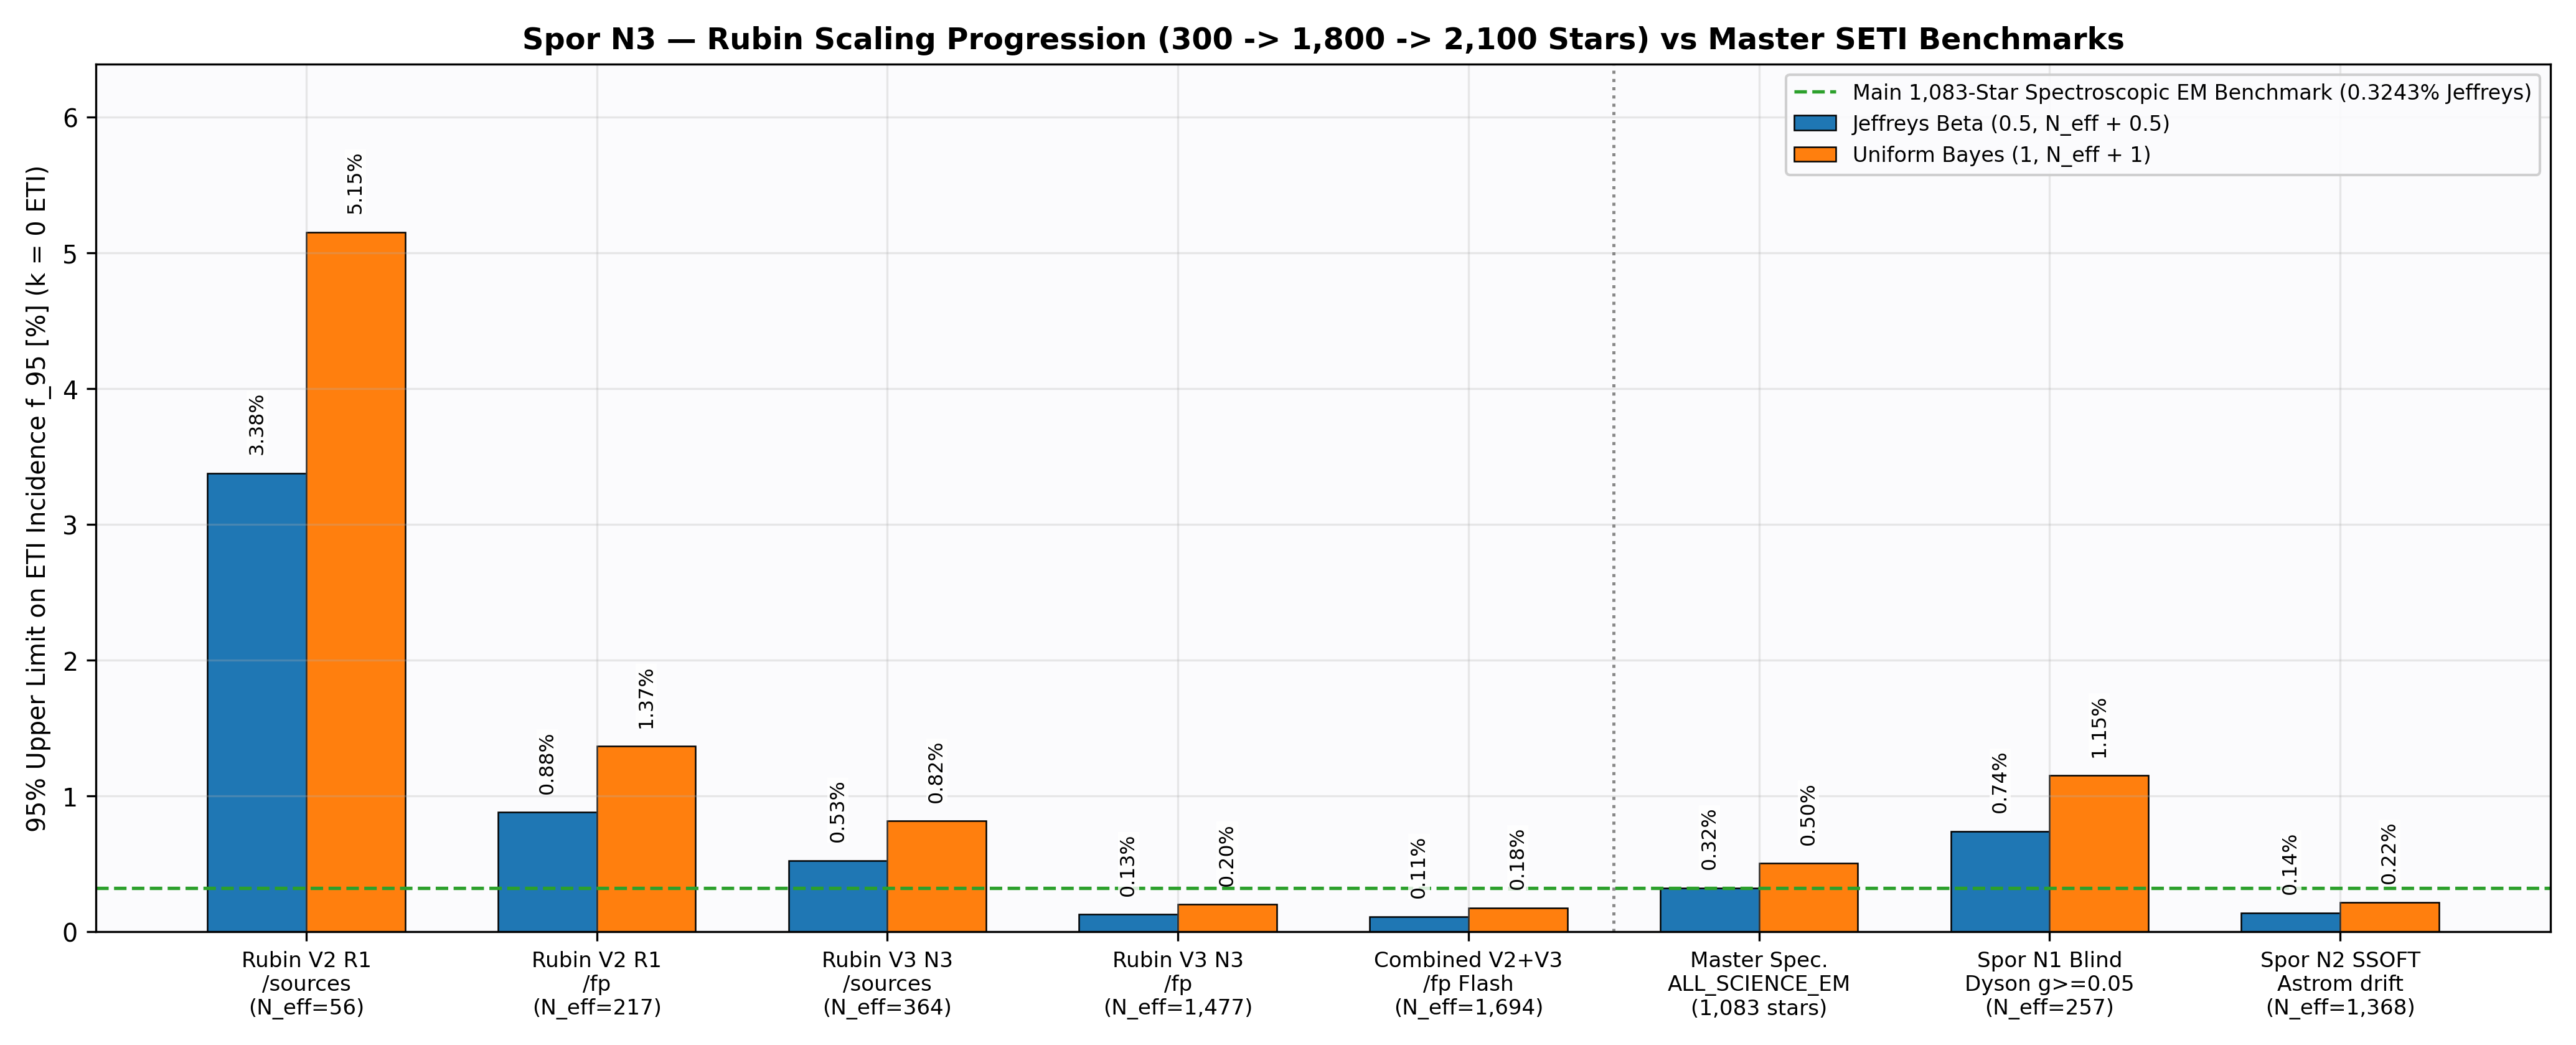 Spor N3 — Rubin Scaling Progression (300 -> 1,800 -> 2,100 Stars) vs Master SETI Benchmarks
95% Upper Limit on ETI Incidence f_95 [%] (k = 0 ETI)
6
5
4
3
2
1
0
Main 1,083-Star Spectroscopic EM Benchmark (0.3243% Jeffreys)
Jeffreys Beta (0.5, N_eff + 0.5)
Uniform Bayes (1, N_eff + 1)
3.38%
5.15%
0.88%
1.37%
0.53%
0.82%
0.13%
0.20%
0.11%
0.18%
0.32%
0.50%
0.74%
1.15%
0.14%
0.22%
Rubin V2 R1
/sources
(N_eff=56)
Rubin V2 R1
/fp
(N_eff=217)
Rubin V3 N3
/sources
(N_eff=364)
Rubin V3 N3
/fp
(N_eff=1,477)
Combined V2+V3
/fp Flash
(N_eff=1,694)
Master Spec.
ALL_SCIENCE_EM
(1,083 stars)
Spor N1 Blind
Dyson g>=0.05
(N_eff=257)
Spor N2 SSOFT
Astrom drift
(N_eff=1,368)